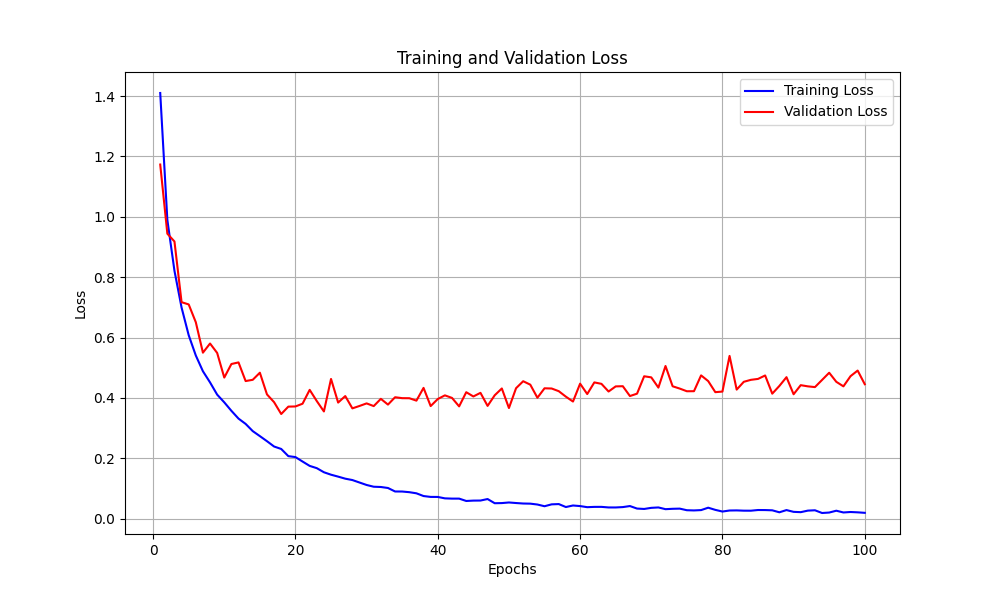 Training and Validation Loss
Training Loss
Validation Loss
1.4
1.2
1.0
0.8
0.6
0.4
0.2
0.0
Loss
0 20 40 60 80 100
Epochs